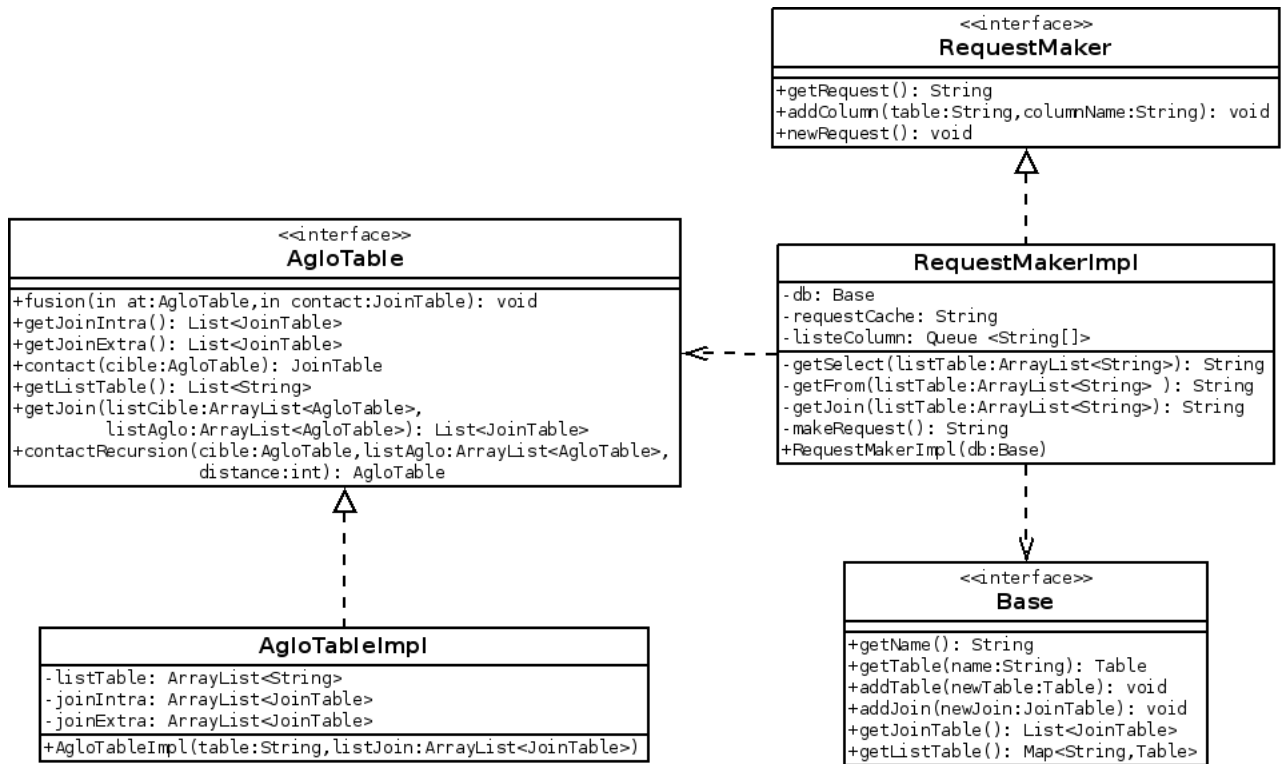 <<interface>>
RequestMaker
+getRequest(): String
+addColumn(table:String,columnName:String): void
+newRequest(): void
<<interface>>
AgloTable
+fusion(in at:AgloTable,in contact:JoinTable): void
+getJoinIntra(): List<JoinTable>
+getJoinExtra(): List<JoinTable>
+contact(cible:AgloTable): JoinTable
+getListTable(): List<String>
+getJoin(listCible:ArrayList<AgloTable>,
listAglo:ArrayList<AgloTable>): List<JoinTable>
+contactRecursion(cible:AgloTable,listAglo:ArrayList<AgloTable>,
distance:int): AgloTable
RequestMakerImpl
-db: Base
-requestCache: String
-listeColumn: Queue <String[]>
-getSelect(listTable:ArrayList<String>): String
-getFrom(listTable:ArrayList<String> ): String
-getJoin(listTable:ArrayList<String>): String
-makeRequest(): String
+RequestMakerImpl(db:Base)
AgloTableImpl
-listTable: ArrayList<String>
-joinIntra: ArrayList<JoinTable>
-joinExtra: ArrayList<JoinTable>
+AgloTableImpl(table:String,listJoin:ArrayList<JoinTable>)
<<interface>>
Base
+getName(): String
+getTable(name:String): Table
+addTable(newTable:Table): void
+addJoin(newJoin:JoinTable): void
+getJoinTable(): List<JoinTable>
+getListTable(): Map<String,Table>